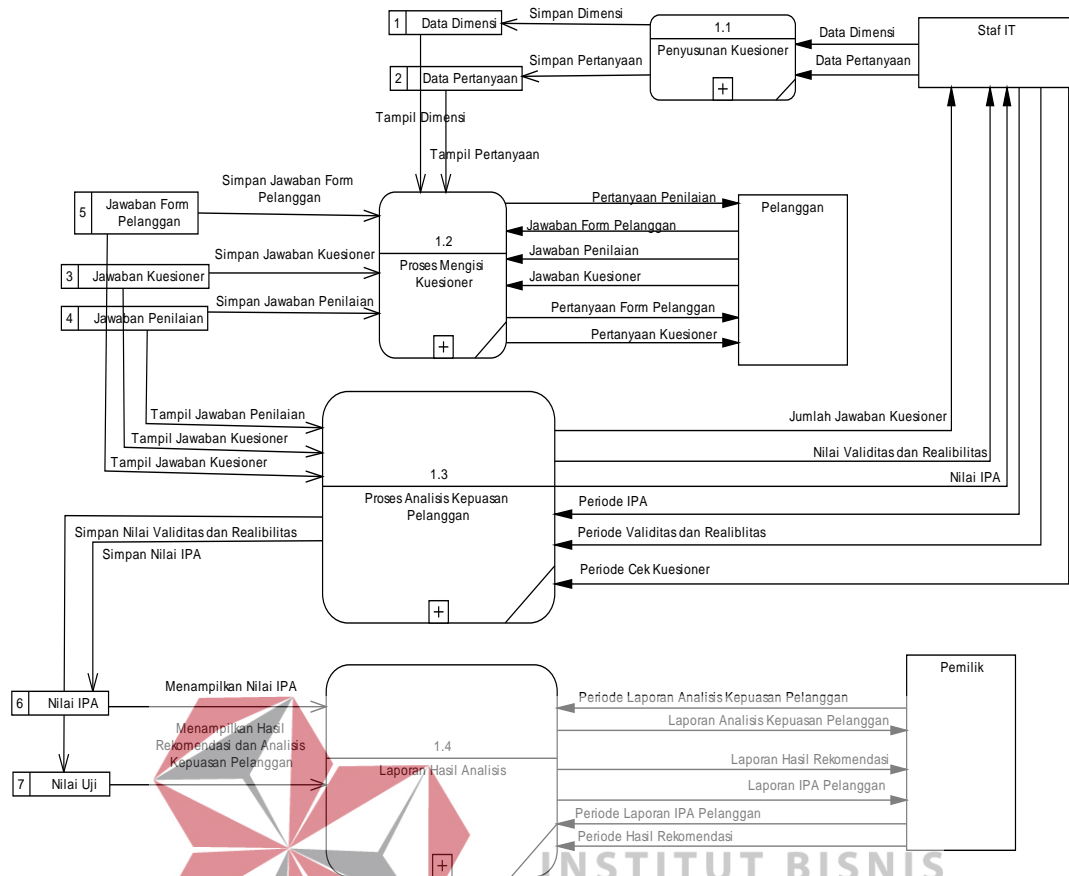 1 Data Dimensi
Simpan Dimensi
1.1
Penyusunan Kuesioner
Data Dimensi
Staf IT
2 Data Pertanyaan
Simpan Pertanyaan
Data Pertanyaan
Tampil Dimensi
Tampil Pertanyaan
5
Jawaban Form
Pelanggan
Simpan Jawaban Form
Pelanggan
3 Jawaban Kuesioner
Simpan Jawaban Kuesioner
4 Jawaban Penilaian
Simpan Jawaban Penilaian
1.2
Proses Mengisi
Kuesioner
Pertanyaan Penilaian
Jawaban Form Pelanggan
Jawaban Penilaian
Jawaban Kuesioner
Pertanyaan Form Pelanggan
Pertanyaan Kuesioner
Pelanggan
Tampil Jawaban Penilaian
Tampil Jawaban Kuesioner
Tampil Jawaban Kuesioner
1.3
Proses Analisis Kepuasan
Pelanggan
Jumlah Jawaban Kuesioner
Nilai Validitas dan Realibilitas
Nilai IPA
Periode IPA
Periode Validitas dan Realiblitas
Periode Cek Kuesioner
Simpan Nilai Validitas dan Realibilitas
Simpan Nilai IPA
6 Nilai IPA
Menampilkan Nilai IPA
Menampilkan Hasil
Rekomendasi dan Analisis
Kepuasan Pelanggan
7 Nilai Uji
1.4
Laporan Hasil Analisis
Periode Laporan Analisis Kepuasan Pelanggan
Laporan Analisis Kepuasan Pelanggan
Laporan Hasil Rekomendasi
Laporan IPA Pelanggan
Periode Laporan IPA Pelanggan
Periode Hasil Rekomendasi
Pemilik
INSTITUT BISNIS